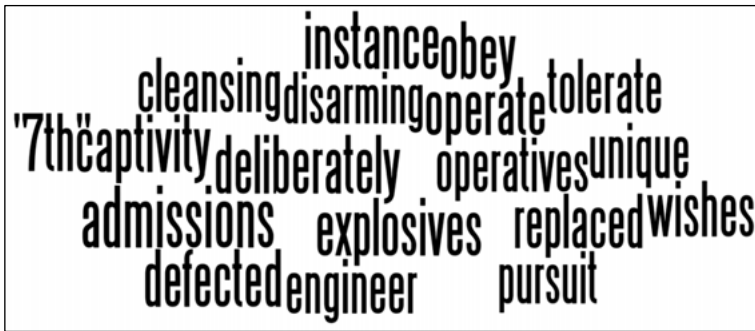 instance obey
cleansing disarming operate tolerate
"7th" captivity deliberately operatives unique
admissions explosives replaced wishes
defected engineer pursuit